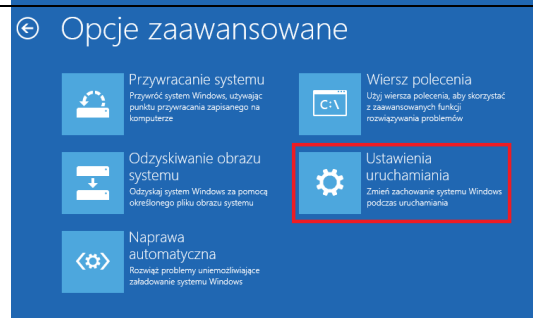 Opcje zaawansowane
Przywracanie systemu
Przywróć system Windows, używając
punktu przywracania zapisanego na
komputerze
Odzyskiwanie obrazu
systemu
Odzyskaj system Windows za pomocą
określonego pliku obrazu systemu
Naprawa
automatyczna
Rozwiąż problemy uniemożliwiające
załadowanie systemu Windows
Wiersz polecenia
C:\
Użyj wiersza polecenia, aby skorzystać
z zaawansowanych funkcji
rozwiązywania problemów
Ustawienia
uruchamiania
Zmień zachowanie systemu Windows
podczas uruchamiania